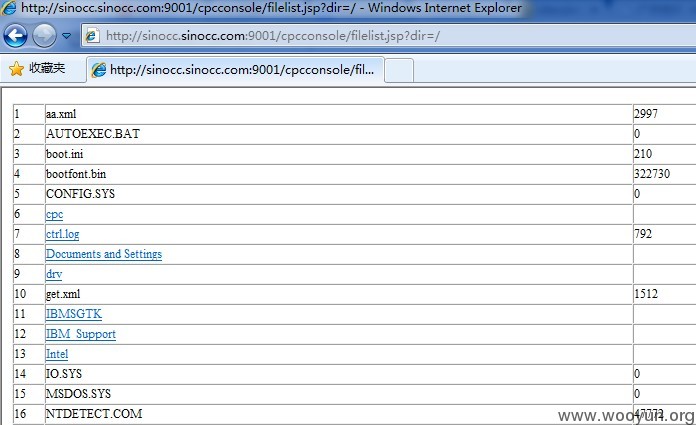 http://sinocc.sinocc.com:9001/cpcconsole/filelist.jsp?dir=/ - Windows Internet Explorer
http://sinocc.sinocc.com:9001/cpcconsole/filelist.jsp?dir=/
收藏夹 http://sinocc.sinocc.com:9001/cpcconsole/fil...
1 aa.xml 2997
2 AUTOEXEC.BAT 0
3 boot.ini 210
4 bootfont.bin 322730
5 CONFIG.SYS 0
6 cpc
7 ctrl.log 792
8 Documents and Settings
9 drv
10 get.xml 1512
11 IBMSGTK
12 IBM_Support
13 Intel
14 IO.SYS 0
15 MSDOS.SYS 0
16 NTDETECT.COM 47772
www.wooyun.org